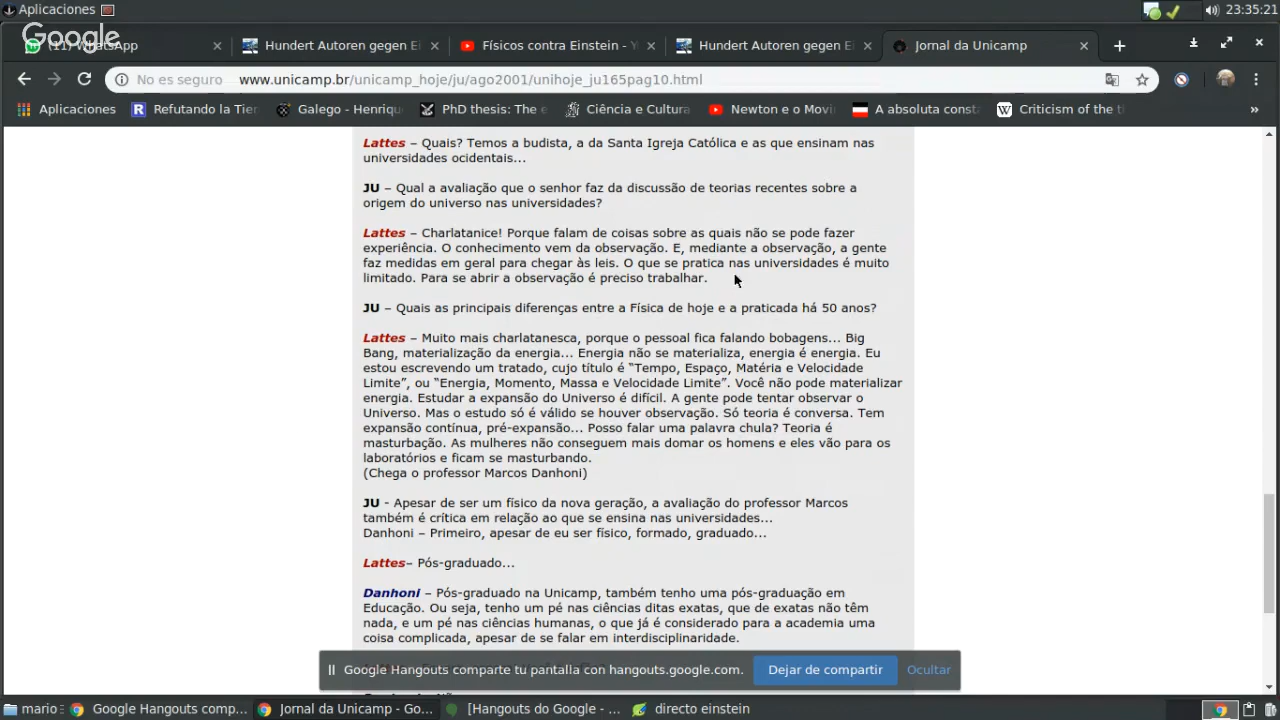 Aplicaciones
23:35:21
Google
(11) WhatsApp
Hundert Autoren gegen Ei
Físicos contra Einstein - Y
Hundert Autoren gegen Ei
Jornal da Unicamp
No es seguro
www.unicamp.br/unicamp_hoje/ju/ago2001/unihoje_ju165pag10.html
Aplicaciones
Refutando la Tier
Galego - Henriqu
PhD thesis: The e
Ciência e Cultura
Newton e o Movi
A absoluta const
Criticism of the t
»
Lattes – Quais? Temos a budista, a da Santa Igreja Católica e as que ensinam nas
universidades ocidentais...
JU – Qual a avaliação que o senhor faz da discussão de teorias recentes sobre a
origem do universo nas universidades?
Lattes – Charlatanice! Porque falam de coisas sobre as quais não se pode fazer
experiência. O conhecimento vem da observação. E, mediante a observação, a gente
faz medidas em geral para chegar às leis. O que se pratica nas universidades é muito
limitado. Para se abrir a observação é preciso trabalhar.
JU – Quais as principais diferenças entre a Física de hoje e a praticada há 50 anos?
Lattes – Muito mais charlatanesca, porque o pessoal fica falando bobagens... Big
Bang, materialização da energia... Energia não se materializa, energia é energia. Eu
estou escrevendo um tratado, cujo título é “Tempo, Espaço, Matéria e Velocidade
Limite”, ou “Energia, Momento, Massa e Velocidade Limite”. Você não pode materializar
energia. Estudar a expansão do Universo é difícil. A gente pode tentar observar o
Universo. Mas o estudo só é válido se houver observação. Só teoria é conversa. Tem
expansão contínua, pré-expansão... Posso falar uma palavra chula? Teoria é
masturbação. As mulheres não conseguem mais domar os homens e eles vão para os
laboratórios e ficam se masturbando.
(Chega o professor Marcos Danhoni)
JU - Apesar de ser um físico da nova geração, a avaliação do professor Marcos
também é crítica em relação ao que se ensina nas universidades...
Danhoni – Primeiro, apesar de eu ser físico, formado, graduado...
Lattes– Pós-graduado...
Danhoni – Pós-graduado na Unicamp, também tenho uma pós-graduação em
Educação. Ou seja, tenho um pé nas ciências ditas exatas, que de exatas não têm
nada, e um pé nas ciências humanas, o que já é considerado para a academia uma
coisa complicada, apesar de se falar em interdisciplinaridade.
Google Hangouts comparte tu pantalla con hangouts.google.com.
Dejar de compartir
Ocultar
mario
Google Hangouts comp...
Jornal da Unicamp - Go...
[Hangouts do Google - ...
directo einstein